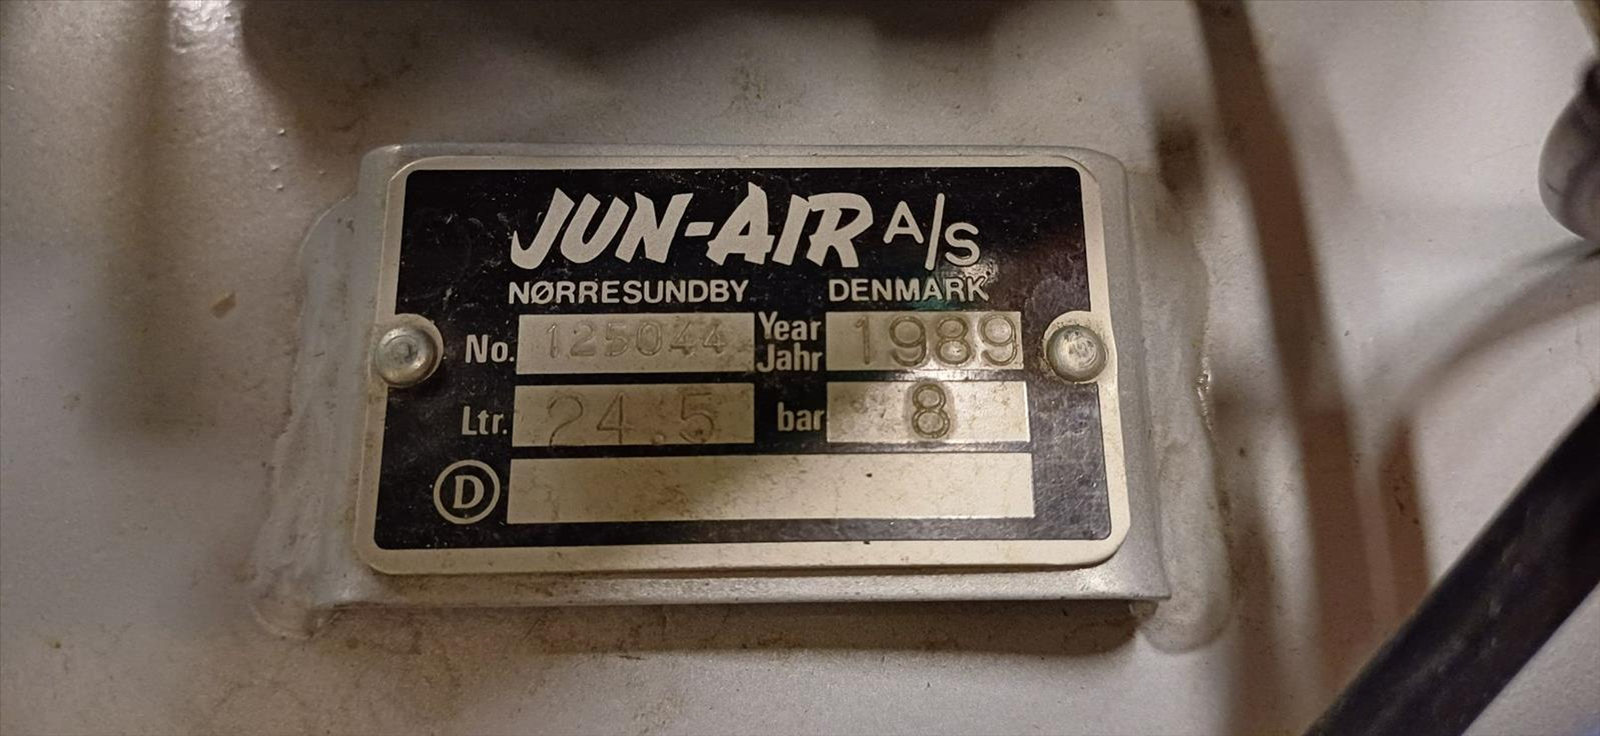 JUN-AIR A/S
NØRRESUNDBY DENMARK
No. 125044 Year Jahr 1989
Ltr. 24.5 bar 8
D